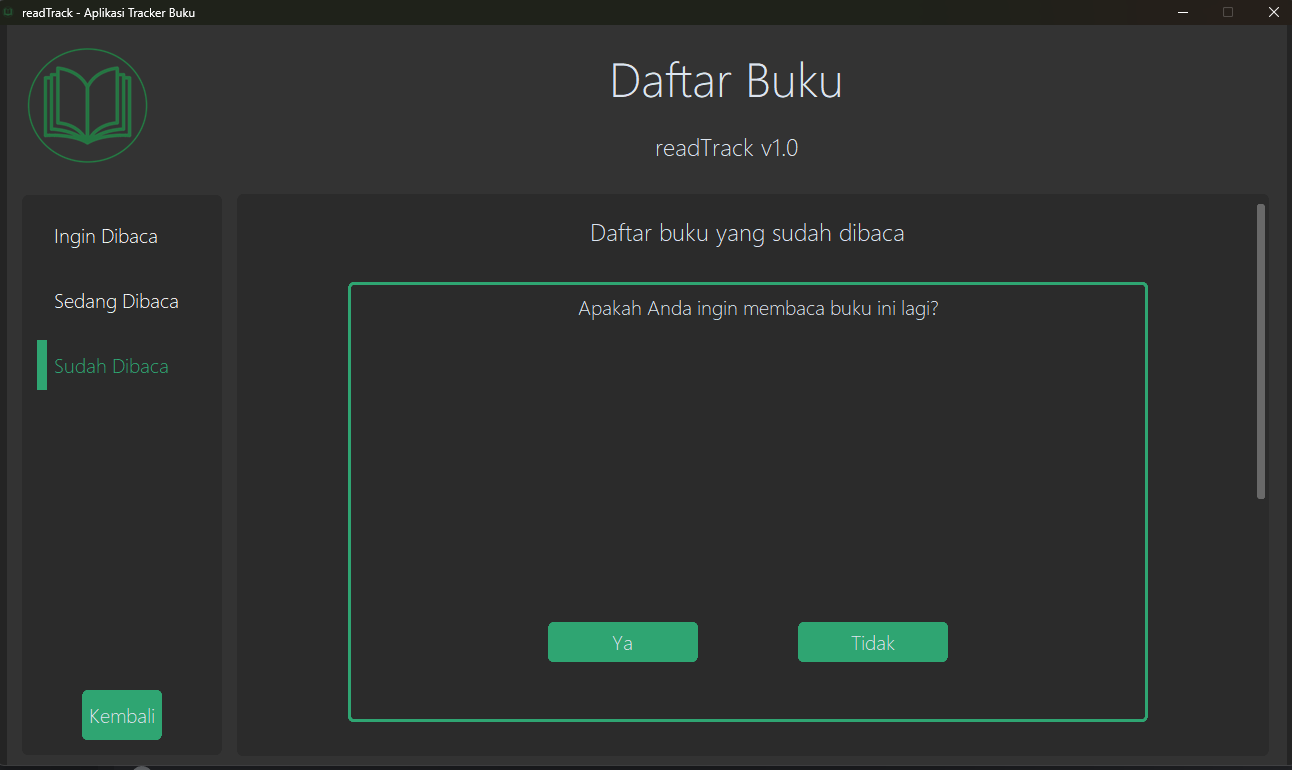 readTrack - Aplikasi Tracker Buku
Daftar Buku
readTrack v1.0
Ingin Dibaca
Sedang Dibaca
Sudah Dibaca
Kembali
Daftar buku yang sudah dibaca
Apakah Anda ingin membaca buku ini lagi?
Ya
Tidak